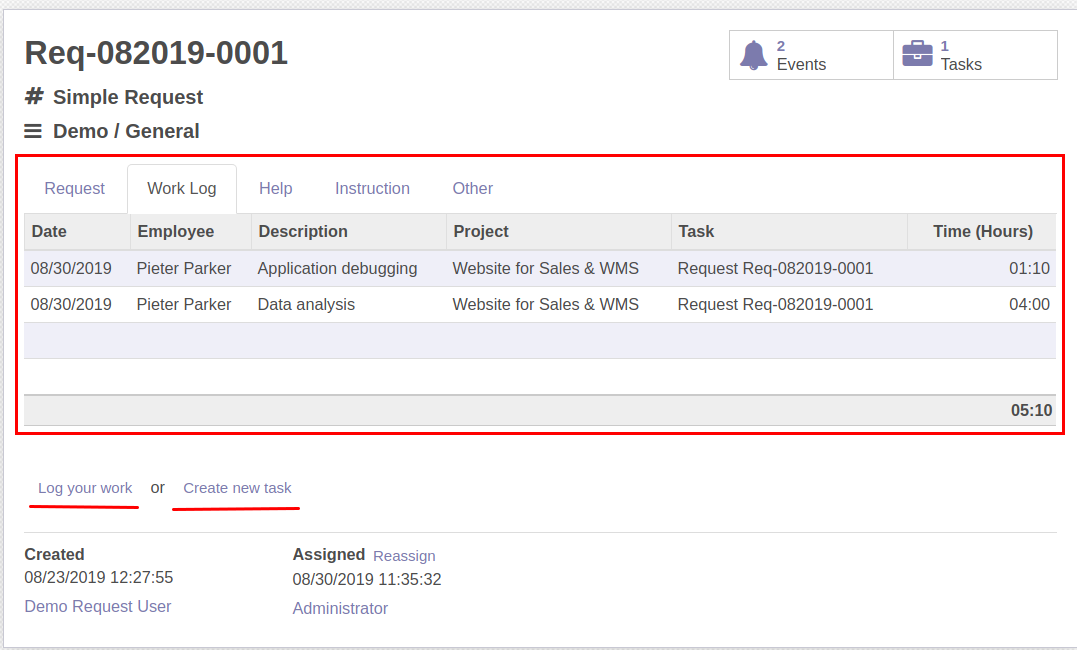 Req-082019-0001
2
Events
1
Tasks
# Simple Request
Demo / General
Request Work Log Help Instruction Other
Date Employee Description Project Task Time (Hours)
08/30/2019 Pieter Parker Application debugging Website for Sales & WMS Request Req-082019-0001 01:10
08/30/2019 Pieter Parker Data analysis Website for Sales & WMS Request Req-082019-0001 04:00
05:10
Log your work or Create new task
Created Assigned Reassign
08/23/2019 12:27:55 08/30/2019 11:35:32
Demo Request User Administrator